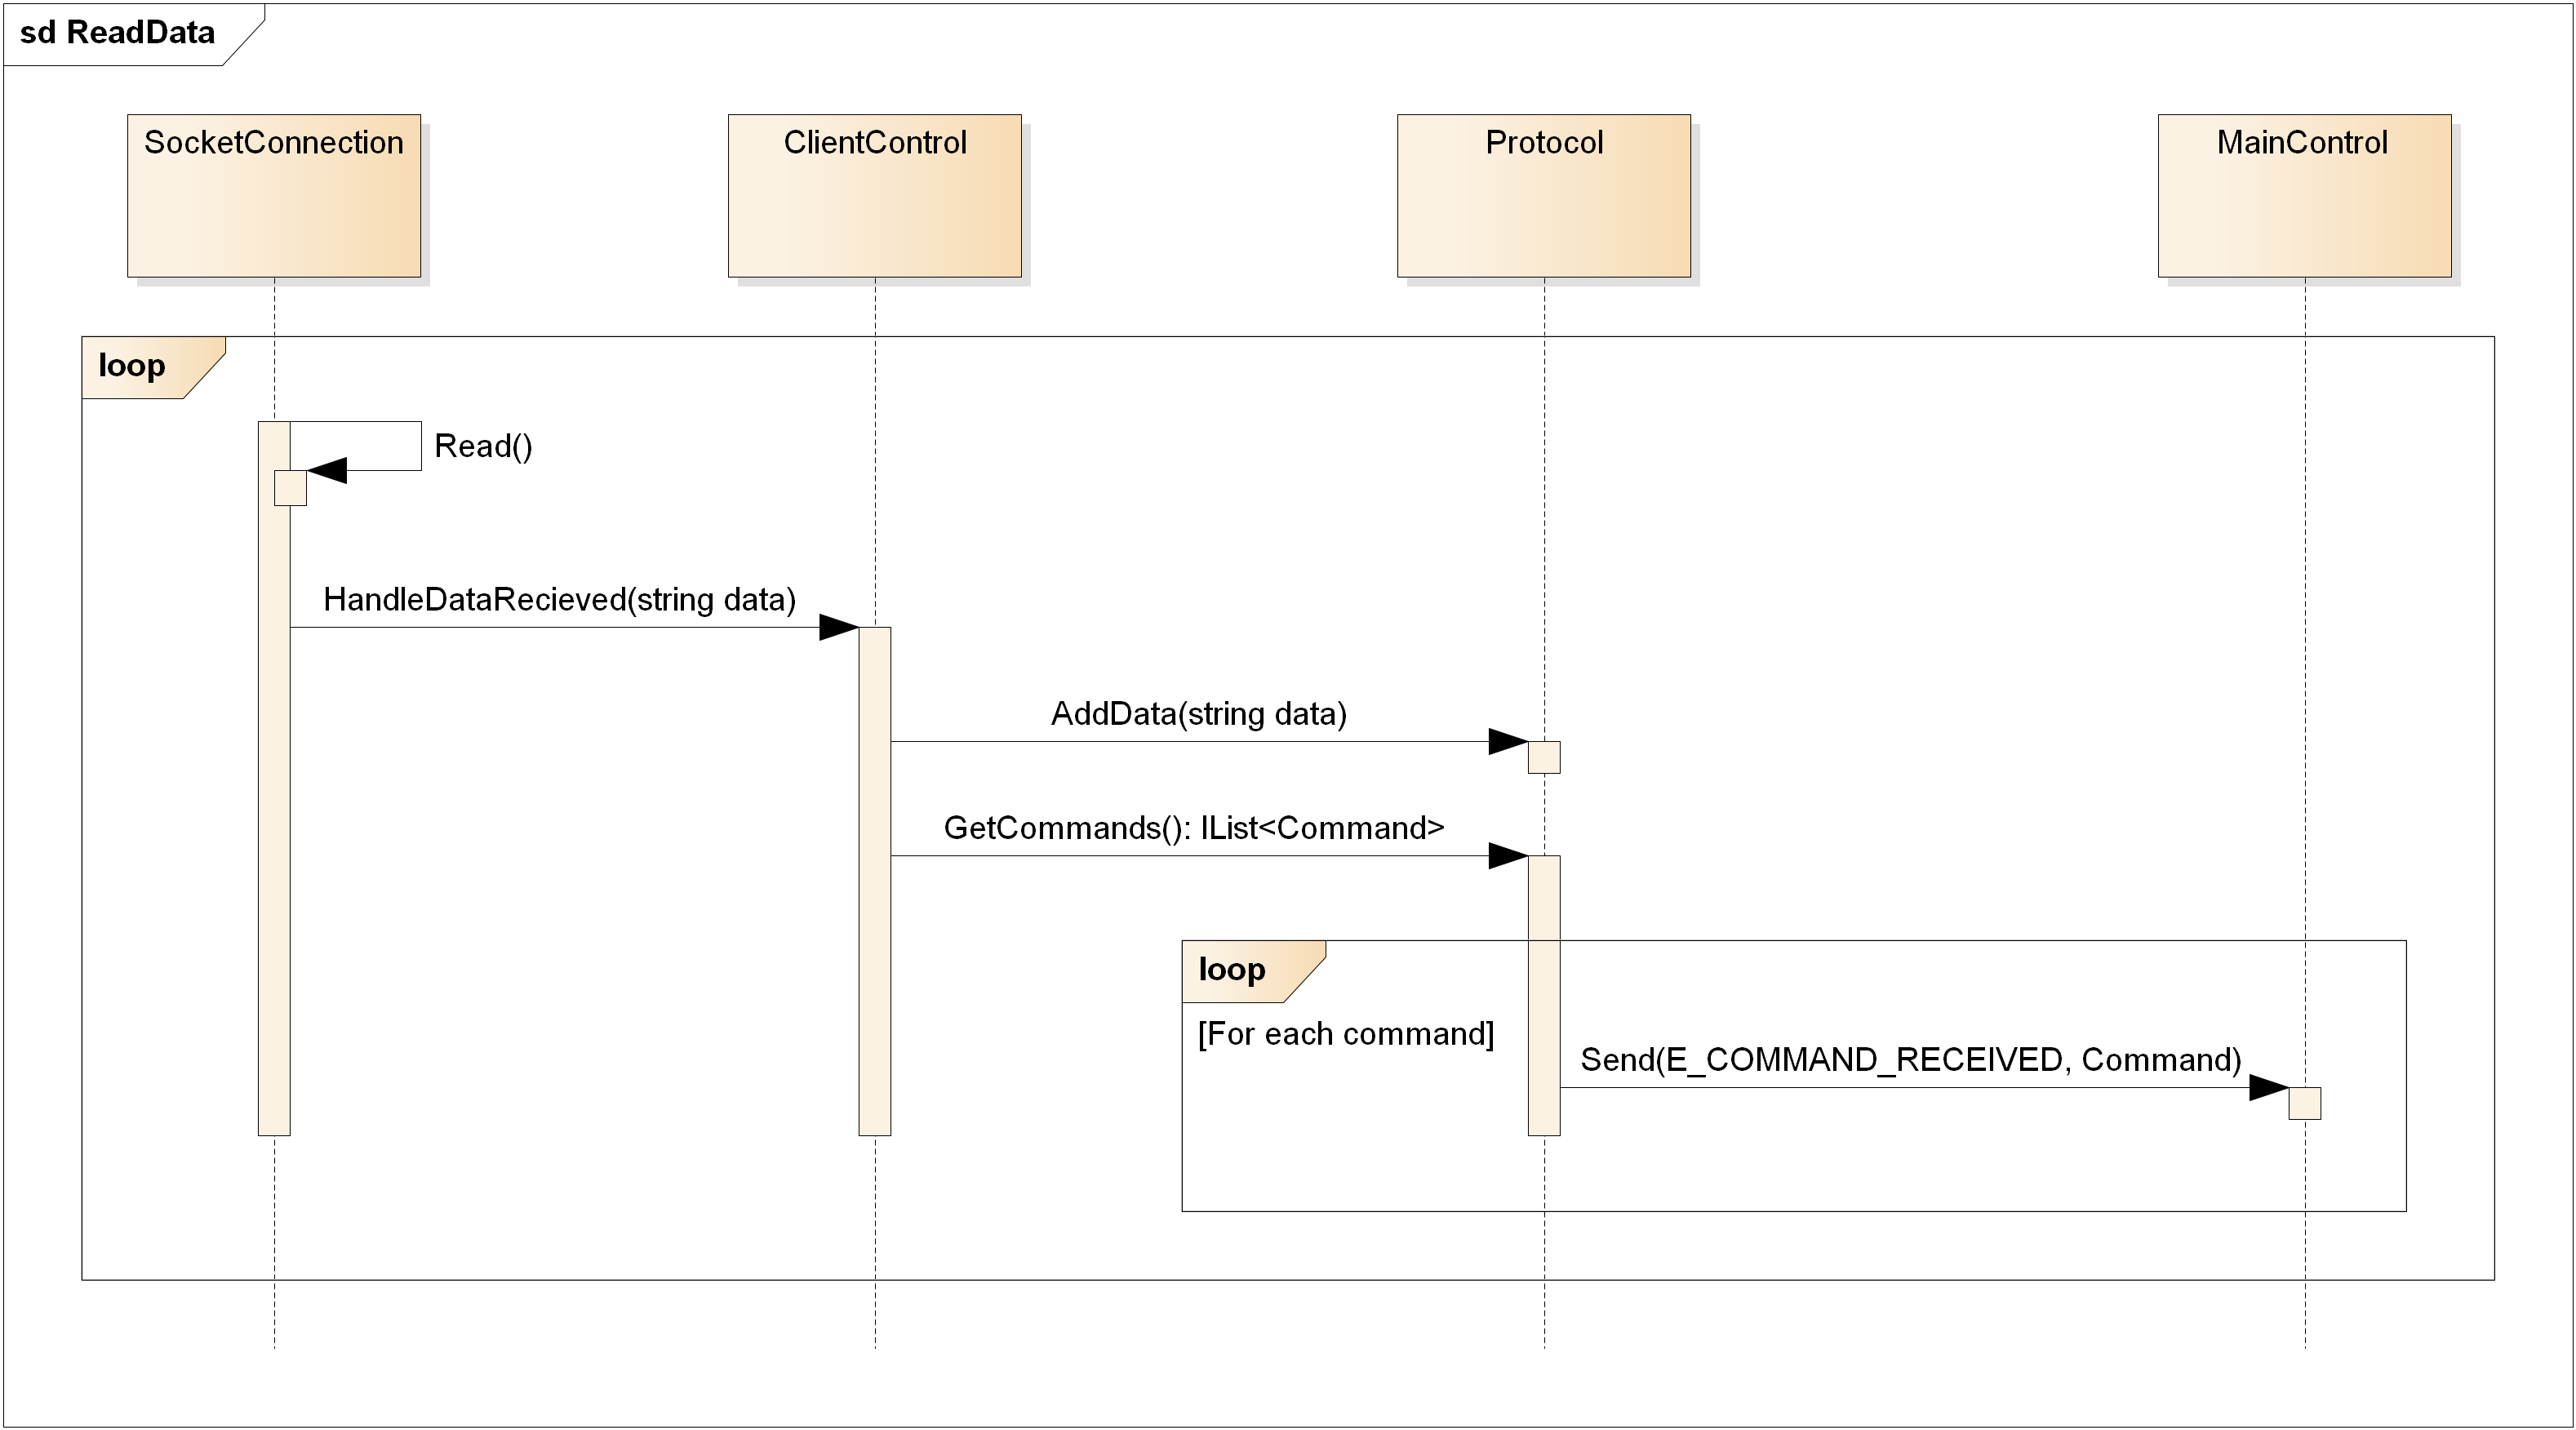 sd ReadData
SocketConnection
ClientControl
Protocol
MainControl
loop
Read()
HandleDataRecieved(string data)
AddData(string data)
GetCommands(): IList<Command>
loop
[For each command]
Send(E_COMMAND_RECEIVED, Command)